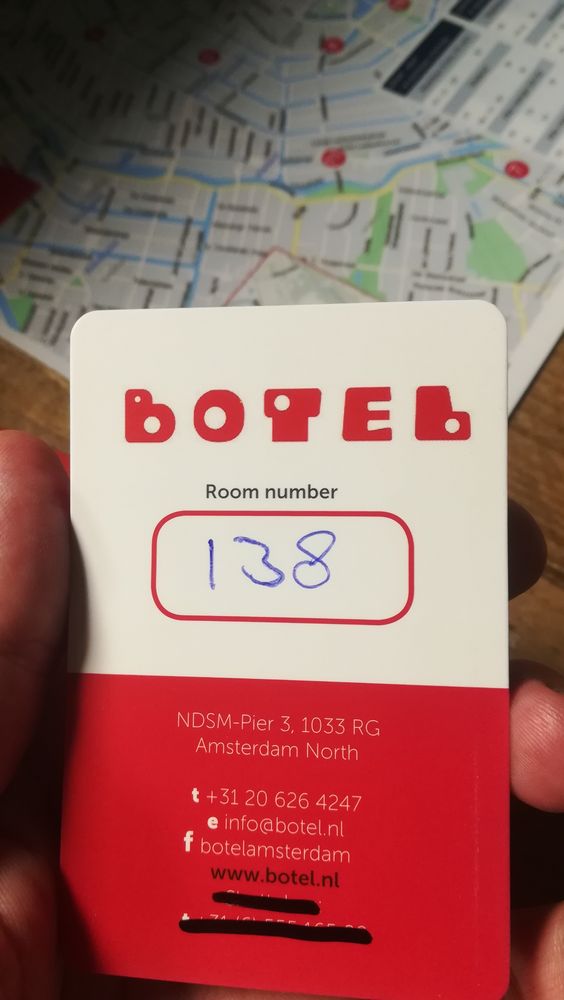 BOTEL
Room number
138
NDSM-Pier 3, 1033 RG
Amsterdam North
t +31 20 626 4247
e info@botel.nl
f botelamsterdam
www.botel.nl